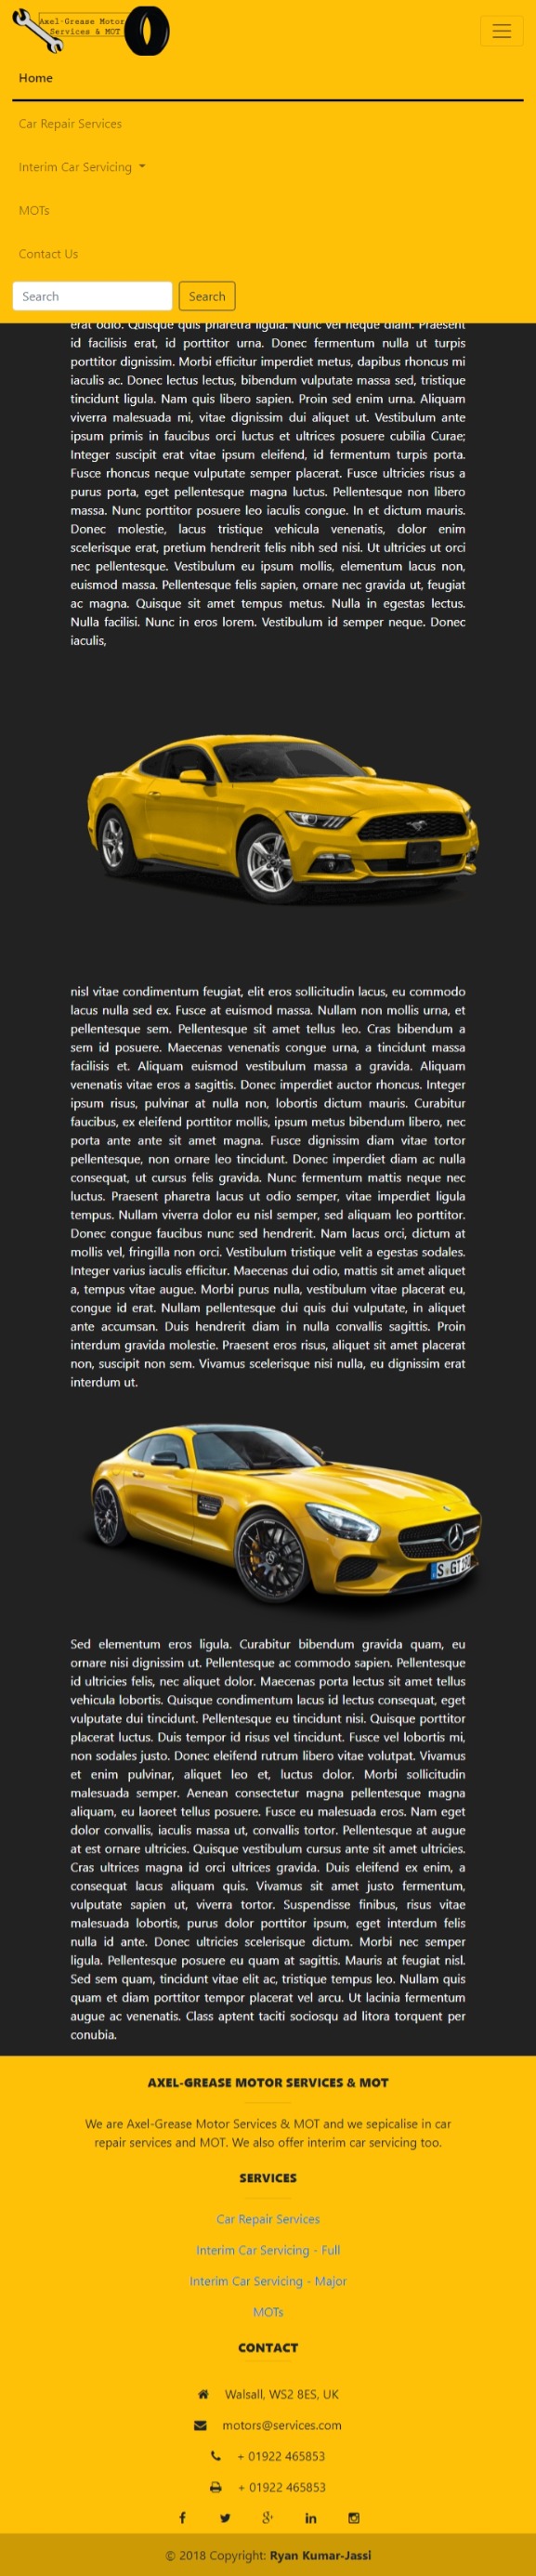 Axel-Grease Motor
Services & MOT
Home
Car Repair Services
Interim Car Servicing
MOTs
Contact Us
Search Search
erat odio. Quisque quis pharetra ligula. Nunc vel neque diam. Praesent
id facilisis erat, id porttitor urna. Donec fermentum nulla ut turpis
porttitor dignissim. Morbi efficitur imperdiet metus, dapibus rhoncus mi
iaculis ac. Donec lectus lectus, bibendum vulputate massa sed, tristique
tincidunt ligula. Nam quis libero sapien. Proin sed enim urna. Aliquam
viverra malesuada mi, vitae dignissim dui aliquet ut. Vestibulum ante
ipsum primis in faucibus orci luctus et ultrices posuere cubilia Curae;
Integer suscipit erat vitae ipsum eleifend, id fermentum turpis porta.
Fusce rhoncus neque vulputate semper placerat. Fusce ultricies risus a
purus porta, eget pellentesque magna luctus. Pellentesque non libero
massa. Nunc porttitor posuere leo iaculis congue. In et dictum mauris.
Donec molestie, lacus tristique vehicula venenatis, dolor enim
scelerisque erat, pretium hendrerit felis nibh sed nisi. Ut ultricies ut orci
nec pellentesque. Vestibulum eu ipsum mollis, elementum lacus non,
euismod massa. Pellentesque felis sapien, ornare nec gravida ut, feugiat
ac magna. Quisque sit amet tempus metus. Nulla in egestas lectus.
Nulla facilisi. Nunc in eros lorem. Vestibulum id semper neque. Donec
iaculis,
nisl vitae condimentum feugiat, elit eros sollicitudin lacus, eu commodo
lacus nulla sed ex. Fusce at euismod massa. Nullam non mollis urna, et
pellentesque sem. Pellentesque sit amet tellus leo. Cras bibendum a
sem id posuere. Maecenas venenatis congue urna, a tincidunt massa
facilisis et. Aliquam euismod vestibulum massa a gravida. Aliquam
venenatis vitae eros a sagittis. Donec imperdiet auctor rhoncus. Integer
ipsum risus, pulvinar at nulla non, lobortis dictum mauris. Curabitur
faucibus, ex eleifend porttitor mollis, ipsum metus bibendum libero, nec
porta ante ante sit amet magna. Fusce dignissim diam vitae tortor
pellentesque, non ornare leo tincidunt. Donec imperdiet diam ac nulla
consequat, ut cursus felis gravida. Nunc fermentum mattis neque nec
luctus. Praesent pharetra lacus ut odio semper, vitae imperdiet ligula
tempus. Nullam viverra dolor eu nisl semper, sed aliquam leo porttitor.
Donec congue faucibus nunc sed hendrerit. Nam lacus orci, dictum at
mollis vel, fringilla non orci. Vestibulum tristique velit a egestas sodales.
Integer varius iaculis efficitur. Maecenas dui odio, mattis sit amet aliquet
a, tempus vitae augue. Morbi purus nulla, vestibulum vitae placerat eu,
congue id erat. Nullam pellentesque dui quis dui vulputate, in aliquet
ante accumsan. Duis hendrerit diam in nulla convallis sagittis. Proin
interdum gravida molestie. Praesent eros risus, aliquet sit amet placerat
non, suscipit non sem. Vivamus scelerisque nisi nulla, eu dignissim erat
interdum ut.
Sed elementum eros ligula. Curabitur bibendum gravida quam, eu
ornare nisi dignissim ut. Pellentesque ac commodo sapien. Pellentesque
id ultricies felis, nec aliquet dolor. Maecenas porta lectus sit amet tellus
vehicula lobortis. Quisque condimentum lacus id lectus consequat, eget
vulputate dui tincidunt. Pellentesque eu tincidunt nisi. Quisque porttitor
placerat luctus. Duis tempor id risus vel tincidunt. Fusce vel lobortis mi,
non sodales justo. Donec eleifend rutrum libero vitae volutpat. Vivamus
et enim pulvinar, aliquet leo et, luctus dolor. Morbi sollicitudin
malesuada semper. Aenean consectetur magna pellentesque magna
aliquam, eu laoreet tellus posuere. Fusce eu malesuada eros. Nam eget
dolor convallis, iaculis massa ut, convallis tortor. Pellentesque at augue
at est ornare ultricies. Quisque vestibulum cursus ante sit amet ultricies.
Cras ultrices magna id orci ultrices gravida. Duis eleifend ex enim, a
consequat lacus aliquam quis. Vivamus sit amet justo fermentum,
vulputate sapien ut, viverra tortor. Suspendisse finibus, risus vitae
malesuada lobortis, purus dolor porttitor ipsum, eget interdum felis
nulla id ante. Donec ultricies scelerisque dictum. Morbi nec semper
ligula. Pellentesque posuere eu quam at sagittis. Mauris at feugiat nisl.
Sed sem quam, tincidunt vitae elit ac, tristique tempus leo. Nullam quis
quam et diam porttitor tempor placerat vel arcu. Ut lacinia fermentum
augue ac venenatis. Class aptent taciti sociosqu ad litora torquent per
conubia.
AXEL-GREASE MOTOR SERVICES & MOT
We are Axel-Grease Motor Services & MOT and we sepicalise in car
repair services and MOT. We also offer interim car servicing too.
SERVICES
Car Repair Services
Interim Car Servicing - Full
Interim Car Servicing - Major
MOTs
CONTACT
Walsall, WS2 8ES, UK
motors@services.com
+ 01922 465853
+ 01922 465853
© 2018 Copyright: Ryan Kumar-Jassi